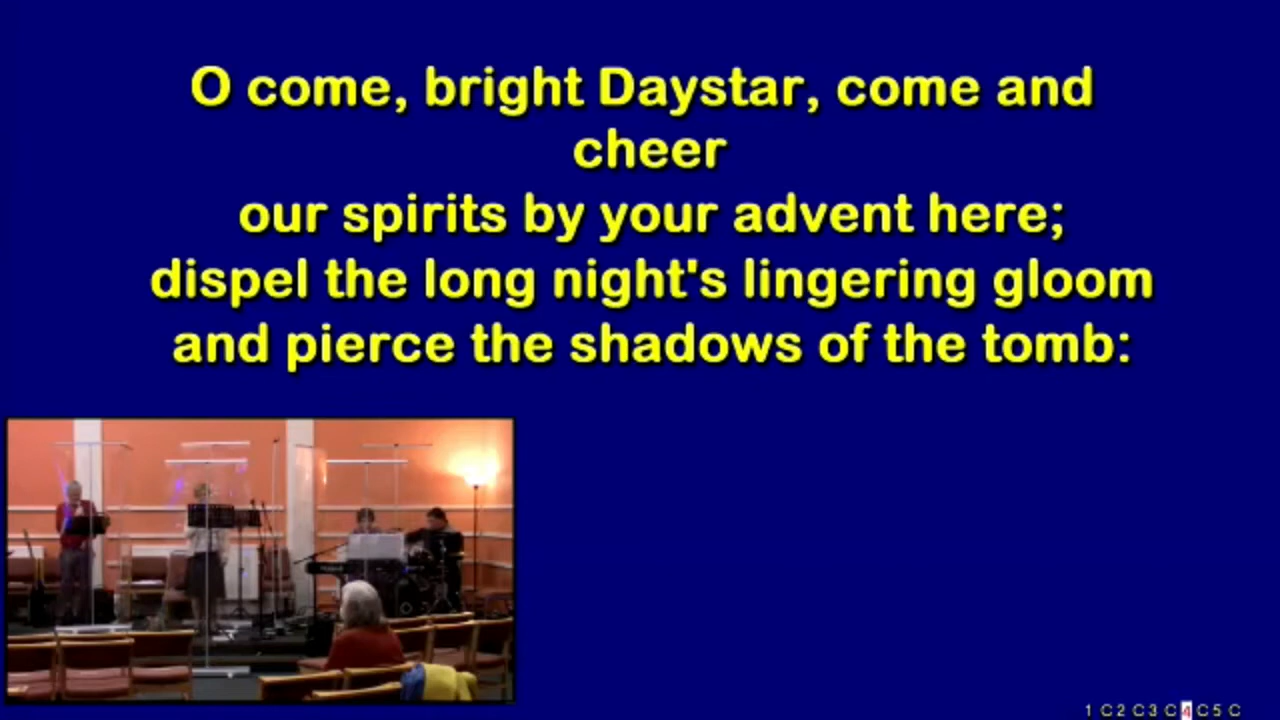 O come, bright Daystar, come and
cheer
our spirits by your advent here;
dispel the long night's lingering gloom
and pierce the shadows of the tomb:
1 C 2 C 3 C 4 C 5 C